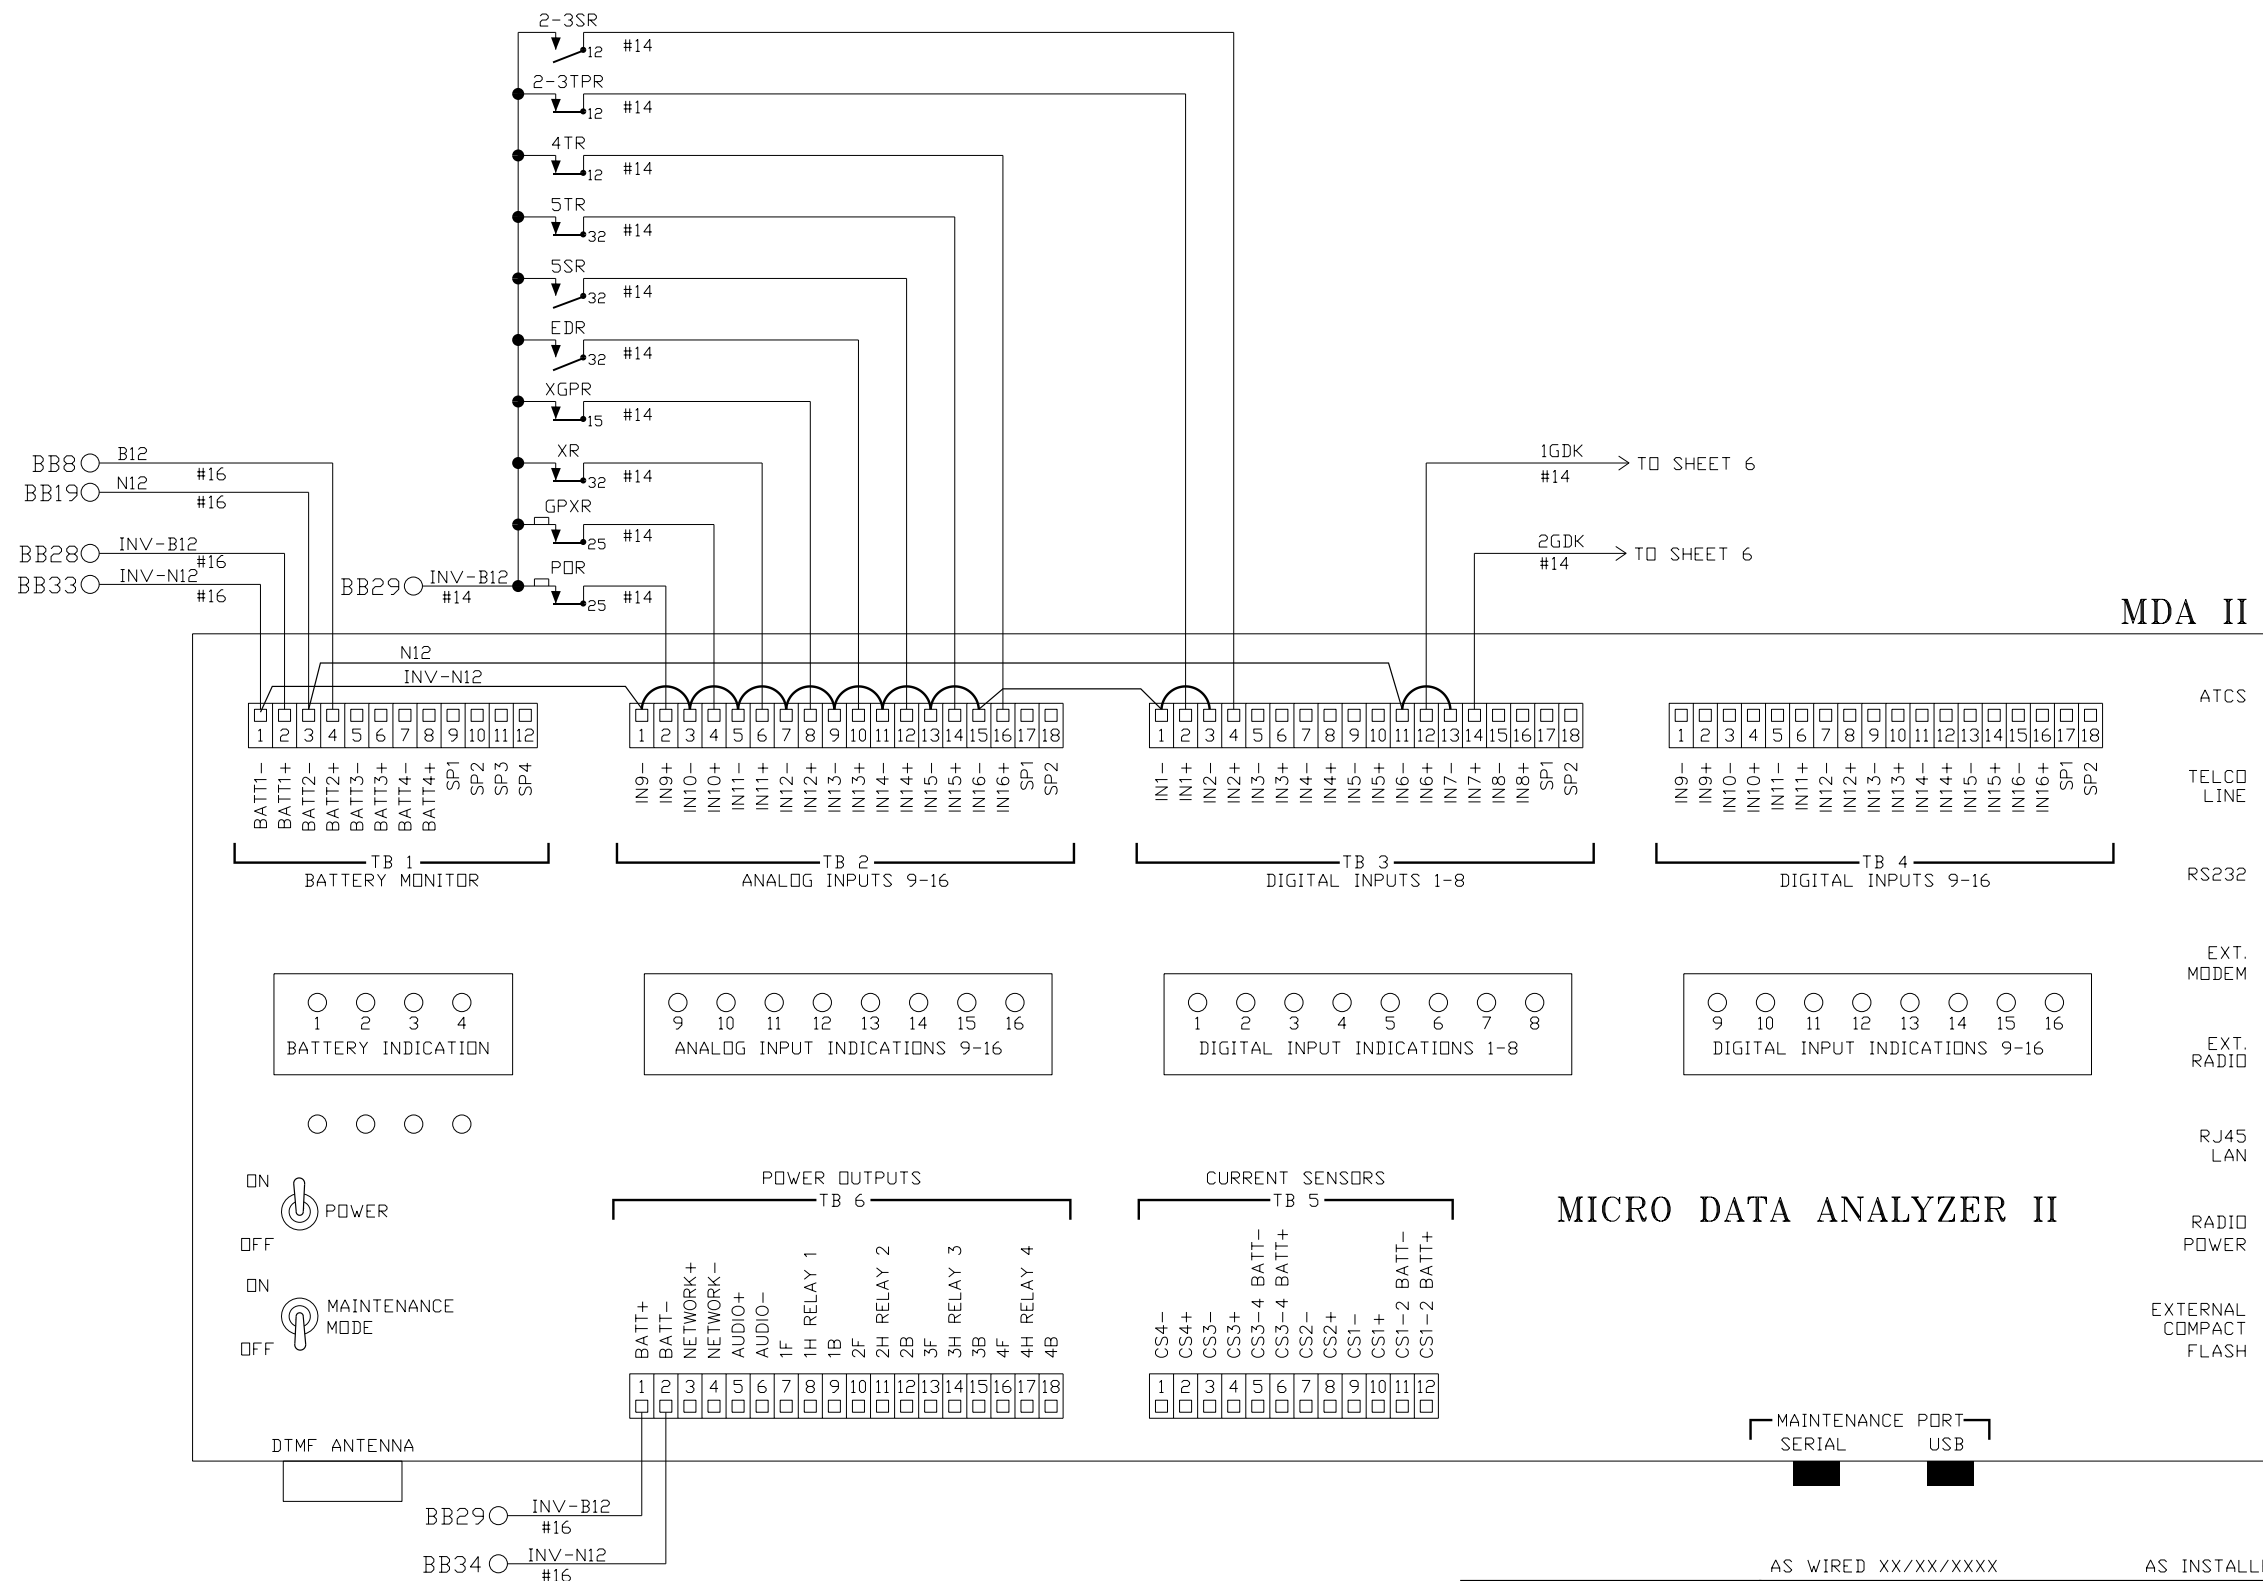 2-3SR
12 #14
2-3TPR
12 #14
4TR
12 #14
5TR
32 #14
5SR
32 #14
EDR
32 #14
XGPR
15 #14
XR
32 #14
GPXR
25 #14
POR
25 #14
BB8 B12
#16
BB19 N12
#16
BB28 INV-B12
#16
BB33 INV-N12
#16
BB29 INV-B12
#14
1GDK
#14
TO SHEET 6
2GDK
#14
TO SHEET 6
MDA II
N12
INV-N12
1 2 3 4 5 6 7 8 9 10 11 12
BATT1- BATT1+ BATT2- BATT2+ BATT3- BATT3+ BATT4- BATT4+ SP1 SP2 SP3 SP4
TB 1
BATTERY MONITOR
1 2 3 4 5 6 7 8 9 10 11 12 13 14 15 16 17 18
IN9- IN9+ IN10- IN10+ IN11- IN11+ IN12- IN12+ IN13- IN13+ IN14- IN14+ IN15- IN15+ IN16- IN16+ SP1 SP2
TB 2
ANALOG INPUTS 9-16
1 2 3 4 5 6 7 8 9 10 11 12 13 14 15 16 17 18
IN1- IN1+ IN2- IN2+ IN3- IN3+ IN4- IN4+ IN5- IN5+ IN6- IN6+ IN7- IN7+ IN8- IN8+ SP1 SP2
TB 3
DIGITAL INPUTS 1-8
1 2 3 4 5 6 7 8 9 10 11 12 13 14 15 16 17 18
IN9- IN9+ IN10- IN10+ IN11- IN11+ IN12- IN12+ IN13- IN13+ IN14- IN14+ IN15- IN15+ IN16- IN16+ SP1 SP2
TB 4
DIGITAL INPUTS 9-16
ATCS
TELCO
LINE
RS232
EXT.
MODEM
EXT.
RADIO
RJ45
LAN
RADIO
POWER
EXTERNAL
COMPACT
FLASH
1 2 3 4
BATTERY INDICATION
9 10 11 12 13 14 15 16
ANALOG INPUT INDICATIONS 9-16
1 2 3 4 5 6 7 8
DIGITAL INPUT INDICATIONS 1-8
9 10 11 12 13 14 15 16
DIGITAL INPUT INDICATIONS 9-16
ON
POWER
OFF
ON
MAINTENANCE
MODE
OFF
POWER OUTPUTS
TB 6
BATT+ BATT- NETWORK+ NETWORK- AUDIO+ AUDIO- 1F 1H RELAY 1 1B 2F 2H RELAY 2 2B 3F 3H RELAY 3 3B 4F 4H RELAY 4 4B
1 2 3 4 5 6 7 8 9 10 11 12 13 14 15 16 17 18
CURRENT SENSORS
TB 5
CS4- CS4+ CS3- CS3+ CS3-4 BATT- CS3-4 BATT+ CS2- CS2+ CS1- CS1+ CS1-2 BATT- CS1-2 BATT+
1 2 3 4 5 6 7 8 9 10 11 12
MICRO DATA ANALYZER II
DTMF ANTENNA
MAINTENANCE PORT
SERIAL USB
BB29 INV-B12
#16
BB34 INV-N12
#16
AS WIRED XX/XX/XXXX
AS INSTALL